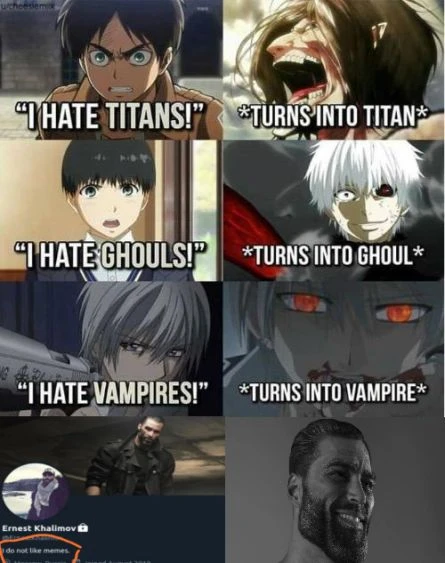 u/cheesiemilk
"I HATE TITANS!"
*TURNS INTO TITAN*
"I HATE GHOULS!"
*TURNS INTO GHOUL*
"I HATE VAMPIRES!"
*TURNS INTO VAMPIRE*
Ernest Khalimov
I do not like memes.